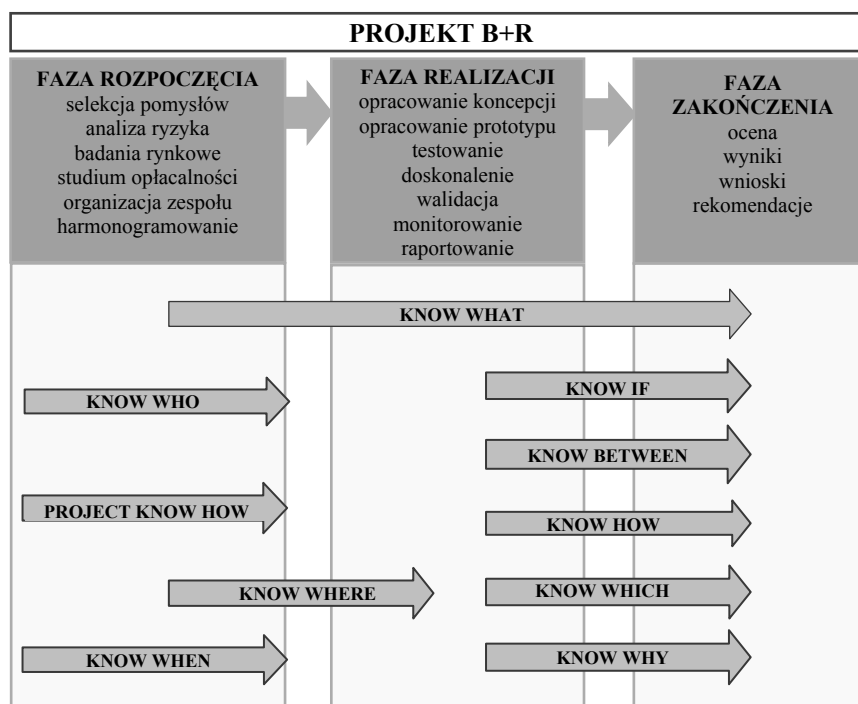 PROJEKT B+R
FAZA ROZPOCZĘCIA
selekcja pomysłów
analiza ryzyka
badania rynkowe
studium opłacalności
organizacja zespołu
harmonogramowanie
FAZA REALIZACJI
opracowanie koncepcji
opracowanie prototypu
testowanie
doskonalenie
walidacja
monitorowanie
raportowanie
FAZA
ZAKOŃCZENIA
ocena
wyniki
wnioski
rekomendacje
KNOW WHAT
KNOW WHO
KNOW IF
KNOW BETWEEN
PROJECT KNOW HOW
KNOW HOW
KNOW WHERE
KNOW WHICH
KNOW WHEN
KNOW WHY